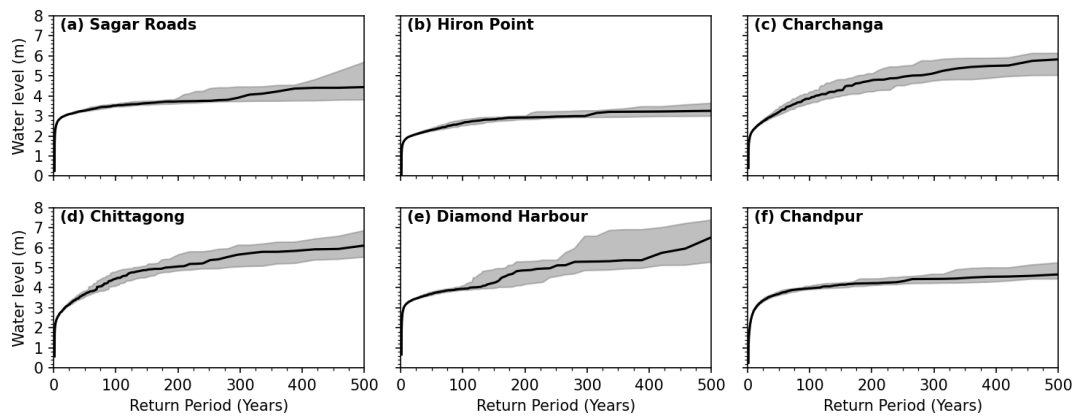 (a) Sagar Roads
(b) Hiron Point
(c) Charchanga
Water level (m)
8
7
6
5
4
3
2
1
0
(d) Chittagong
(e) Diamond Harbour
(f) Chandpur
Water level (m)
8
7
6
5
4
3
2
1
0
0 100 200 300 400 500
0 100 200 300 400 500
0 100 200 300 400 500
Return Period (Years)
Return Period (Years)
Return Period (Years)